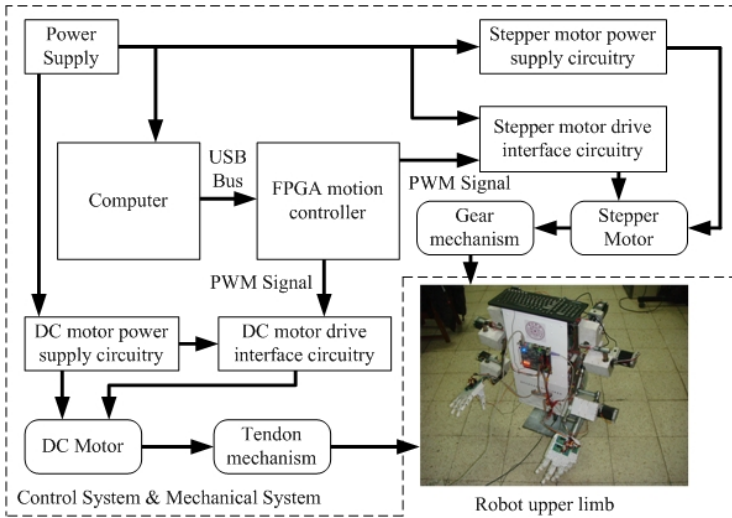 Power
Supply
Stepper motor power
supply circuitry
Stepper motor drive
interface circuitry
USB
Bus
Computer
FPGA motion
controller
PWM Signal
Gear
mechanism
Stepper
Motor
PWM Signal
DC motor power
supply circuitry
DC motor drive
interface circuitry
DC Motor
Tendon
mechanism
Control System & Mechanical System
Robot upper limb